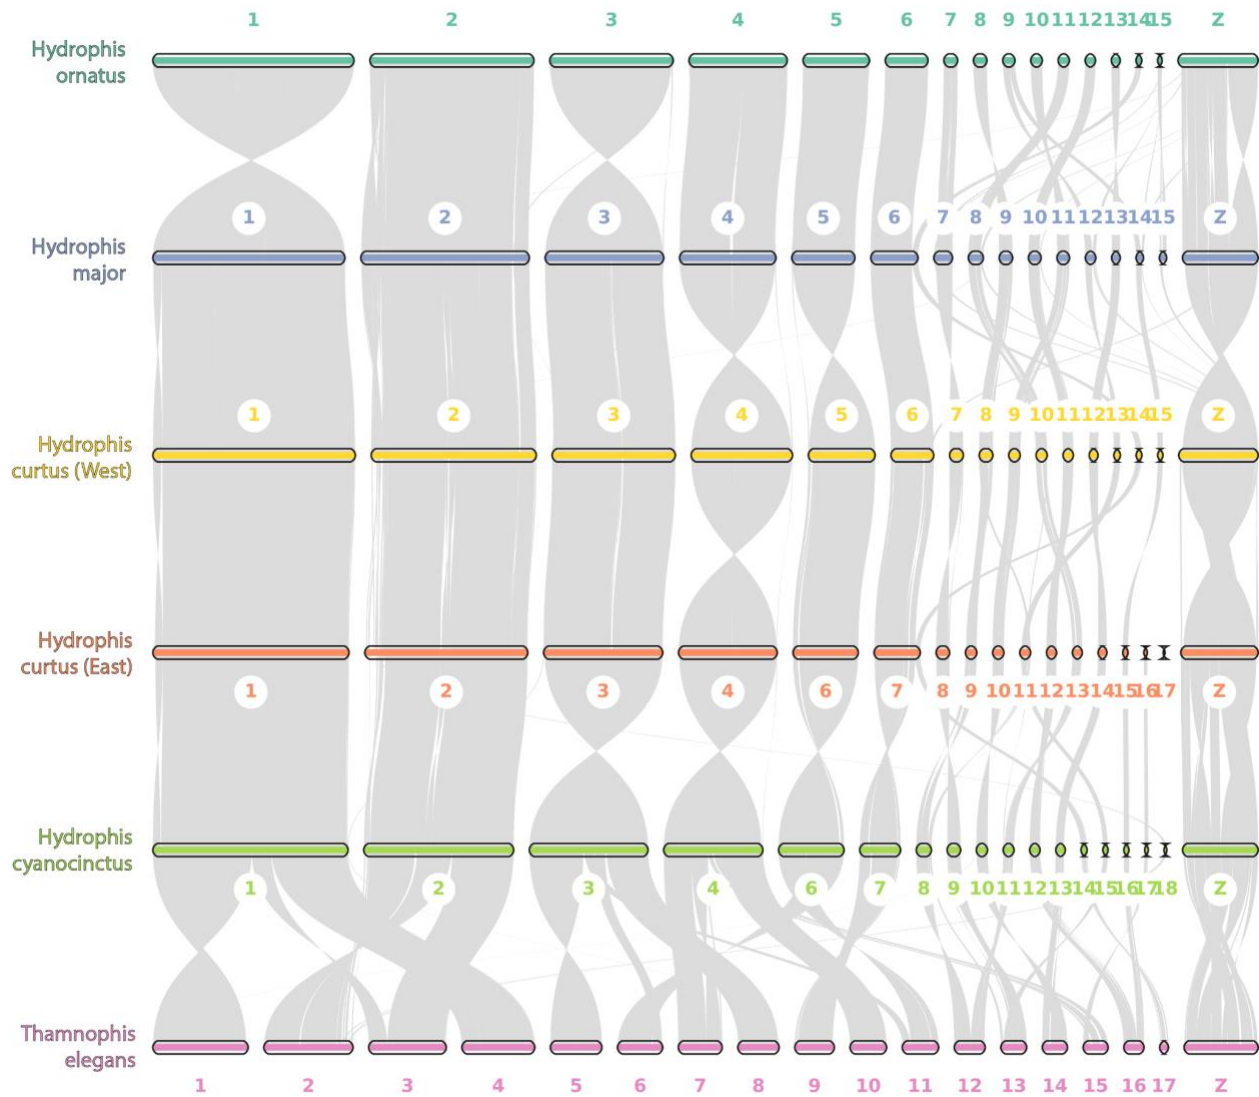 1 2 3 4 5 6 7 8 9 10 11 12 13 14 15 Z
Hydrophis
ornatus
1 2 3 4 5 6 7 8 9 10 11 12 13 14 15 Z
Hydrophis
major
1 2 3 4 5 6 7 8 9 10 11 12 13 14 15 Z
Hydrophis
curtus (West)
Hydrophis
curtus (East)
1 2 3 4 6 7 8 9 10 11 12 13 14 15 16 17 Z
Hydrophis
cyanocinctus
1 2 3 4 6 7 8 9 10 11 12 13 14 15 16 17 18 Z
Thamnophis
elegans
1 2 3 4 5 6 7 8 9 10 11 12 13 14 15 16 17 Z